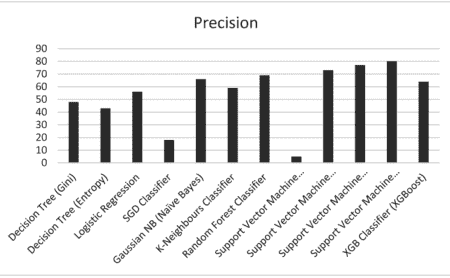 Precision
90
80
70
60
50
40
30
20
10
0
Decision Tree (Gini)
Decision Tree (Entropy)
Logistic Regression
SGD Classifier
Gaussian NB (Naïve Bayes)
K-Neighbours Classifier
Random Forest Classifier
Support Vector Machine…
Support Vector Machine…
Support Vector Machine…
Support Vector Machine…
XGB Classifier (XGBoost)